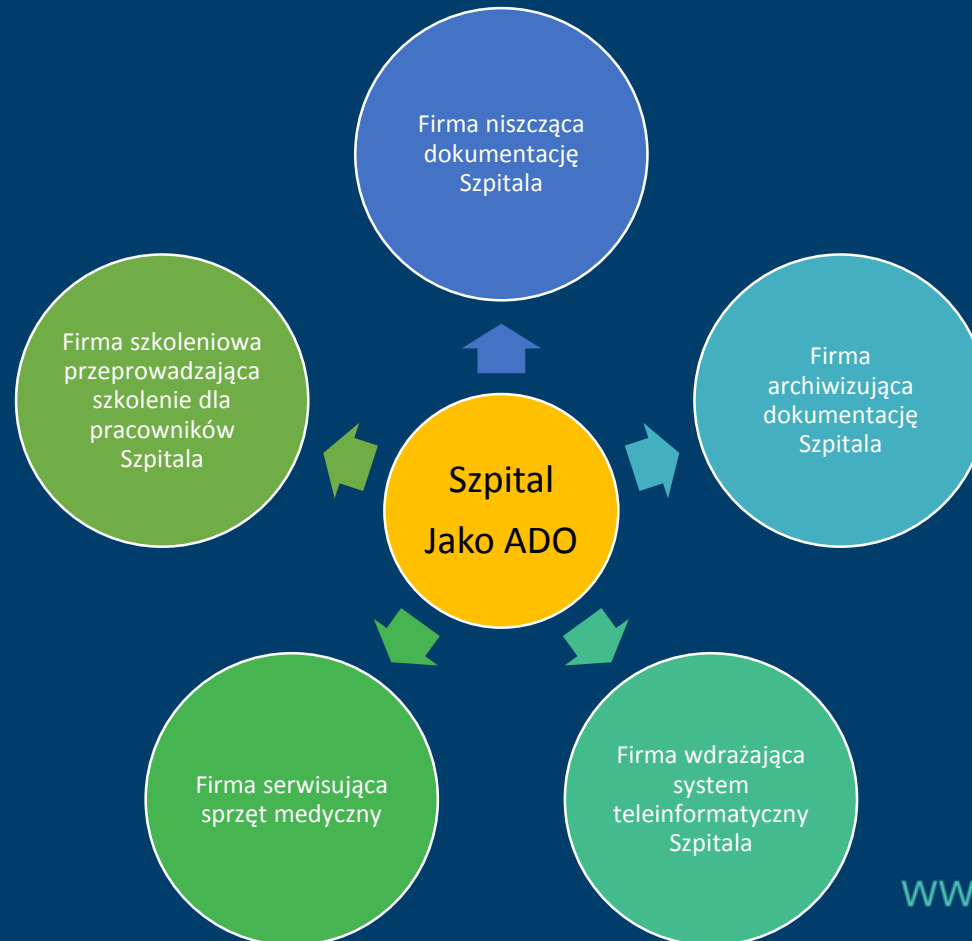 Firma niszcząca
dokumentację
Szpitala
Firma szkoleniowa
przeprowadzająca
szkolenie dla
pracowników
Szpitala
Firma
archiwizująca
dokumentację
Szpitala
Szpital
Jako ADO
Firma serwisująca
sprzęt medyczny
Firma wdrażająca
system
teleinformatyczny
Szpitala